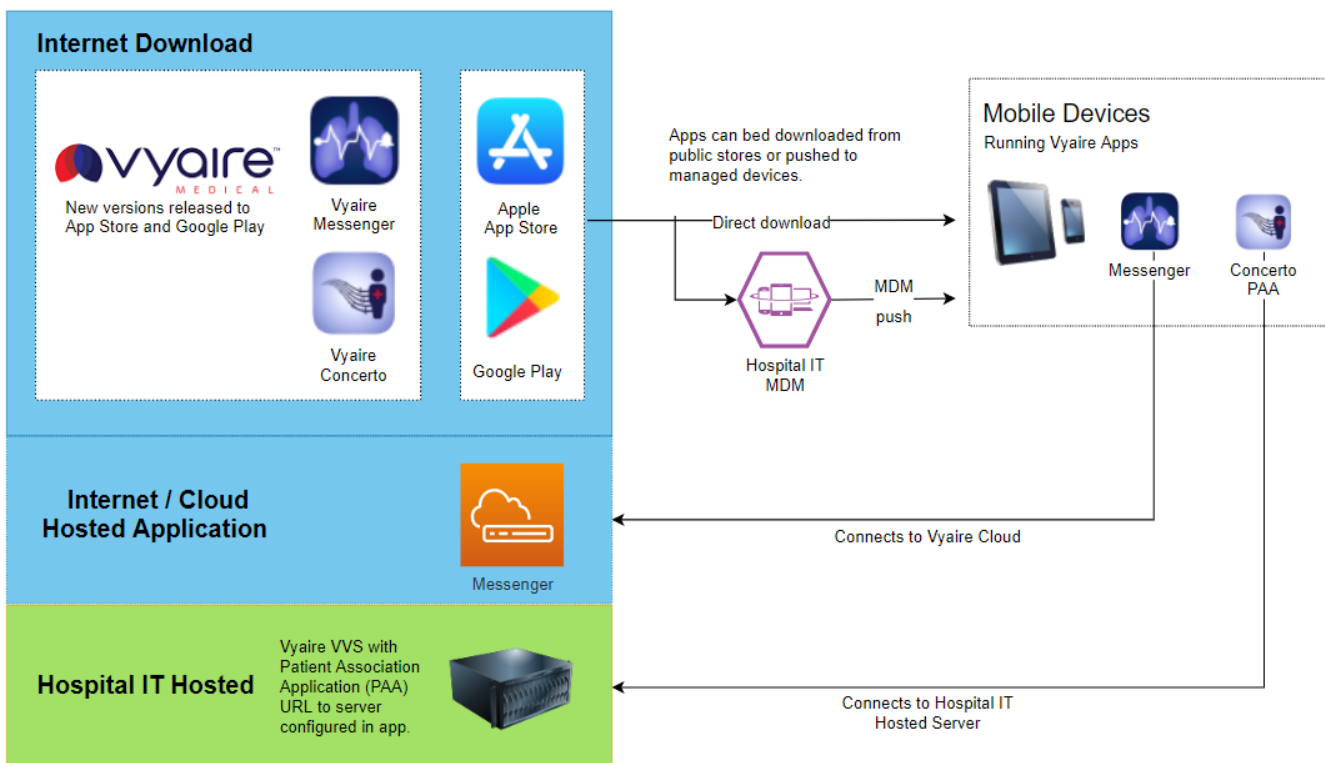 Internet Download
vyaire™
MEDICAL
New versions released to
App Store and Google Play
Vyaire
Messenger
Vyaire
Concerto
Apple
App Store
Google Play
Apps can bed downloaded from
public stores or pushed to
managed devices.
Direct download
Hospital IT
MDM
MDM
push
Mobile Devices
Running Vyaire Apps
Messenger
Concerto
PAA
Internet / Cloud
Hosted Application
Messenger
Connects to Vyaire Cloud
Hospital IT Hosted
Vyaire VVS with
Patient Association
Application (PAA)
URL to server
configured in app.
Connects to Hospital IT
Hosted Server